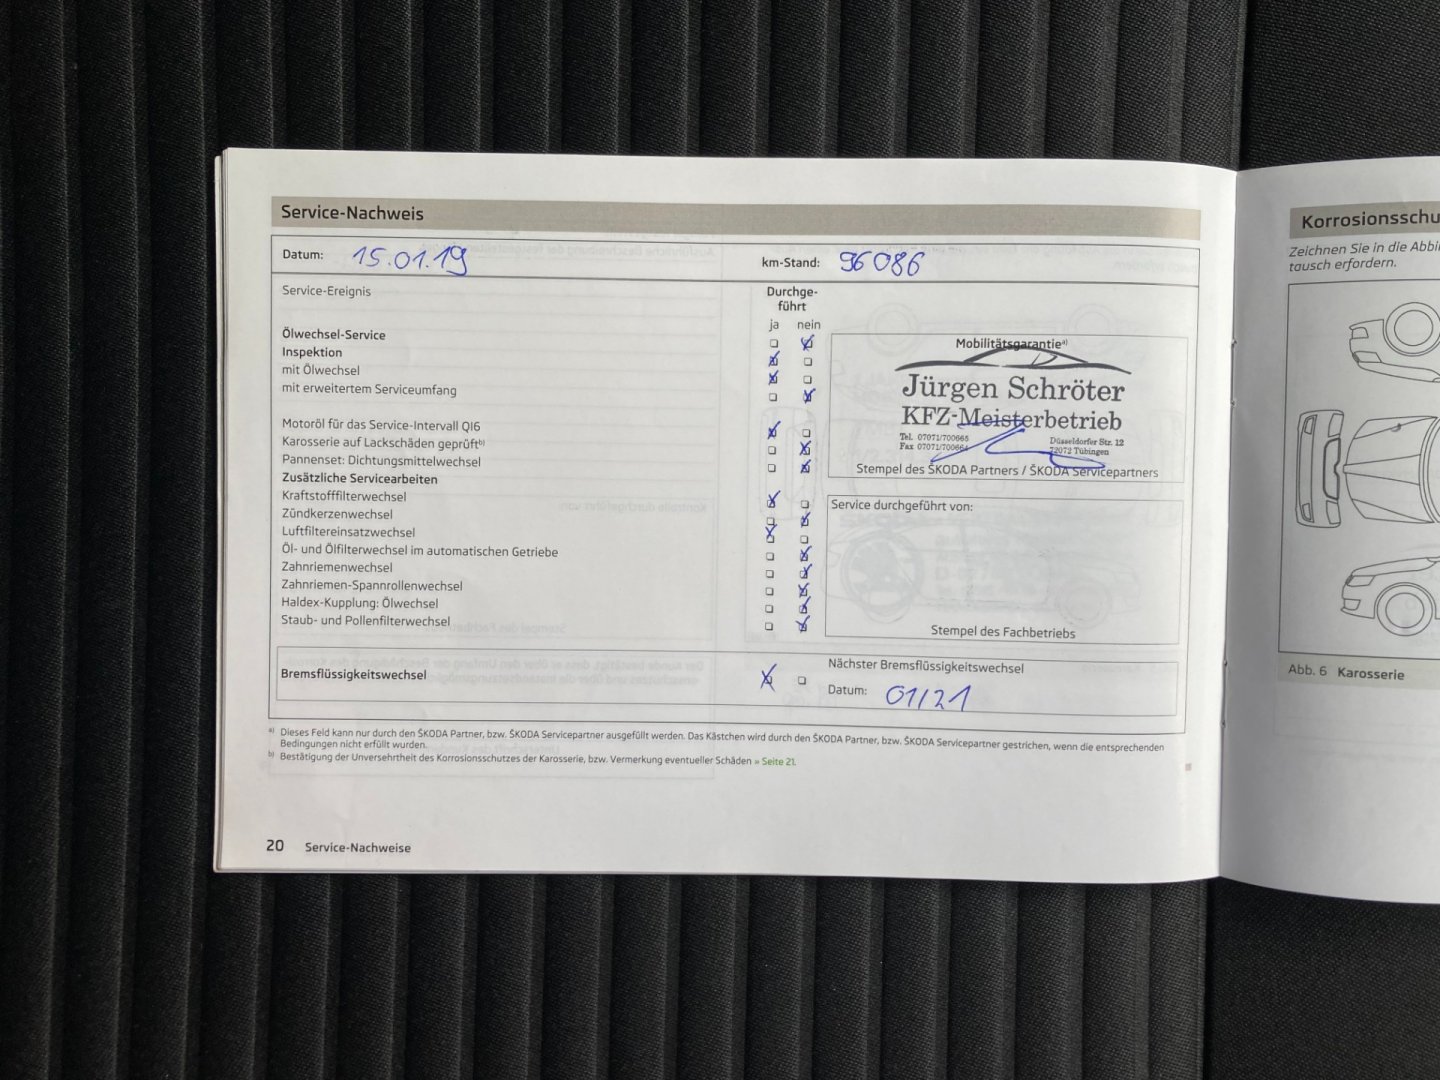 Service-Nachweis
Datum: 15.01.19 km-Stand: 96086
Service-Ereignis
Durchge-
führt
ja nein
Ölwechsel-Service
Inspektion
mit Ölwechsel
mit erweitertem Serviceumfang
Motoröl für das Service-Intervall QI6
Karosserie auf Lackschäden geprüft b)
Pannenset: Dichtungsmittelwechsel
Zusätzliche Servicearbeiten
Kraftstofffilterwechsel
Zündkerzenwechsel
Luftfiltereinsatzwechsel
Öl- und Ölfilterwechsel im automatischen Getriebe
Zahnriemenwechsel
Zahnriemen-Spannrollenwechsel
Haldex-Kupplung: Ölwechsel
Staub- und Pollenfilterwechsel
Mobilitätsgarantie a)
Jürgen Schröter
KFZ-Meisterbetrieb
Tel. 07071/700665 Düsseldorfer Str. 12
Fax 07071/700664 72072 Tübingen
Stempel des ŠKODA Partners / ŠKODA Servicepartners
Service durchgeführt von:
Stempel des Fachbetriebs
Bremsflüssigkeitswechsel
Nächster Bremsflüssigkeitswechsel
Datum: 01/21
a) Dieses Feld kann nur durch den ŠKODA Partner, bzw. ŠKODA Servicepartner ausgefüllt werden. Das Kästchen wird durch den ŠKODA Partner, bzw. ŠKODA Servicepartner gestrichen, wenn die entsprechenden
Bedingungen nicht erfüllt wurden.
b) Bestätigung der Unversehrtheit des Korrosionsschutzes der Karosserie, bzw. Vermerkung eventueller Schäden » Seite 21.
20 Service-Nachweise
Korrosionsschu
Zeichnen Sie in die Abbi
tausch erfordern.
Abb. 6 Karosserie